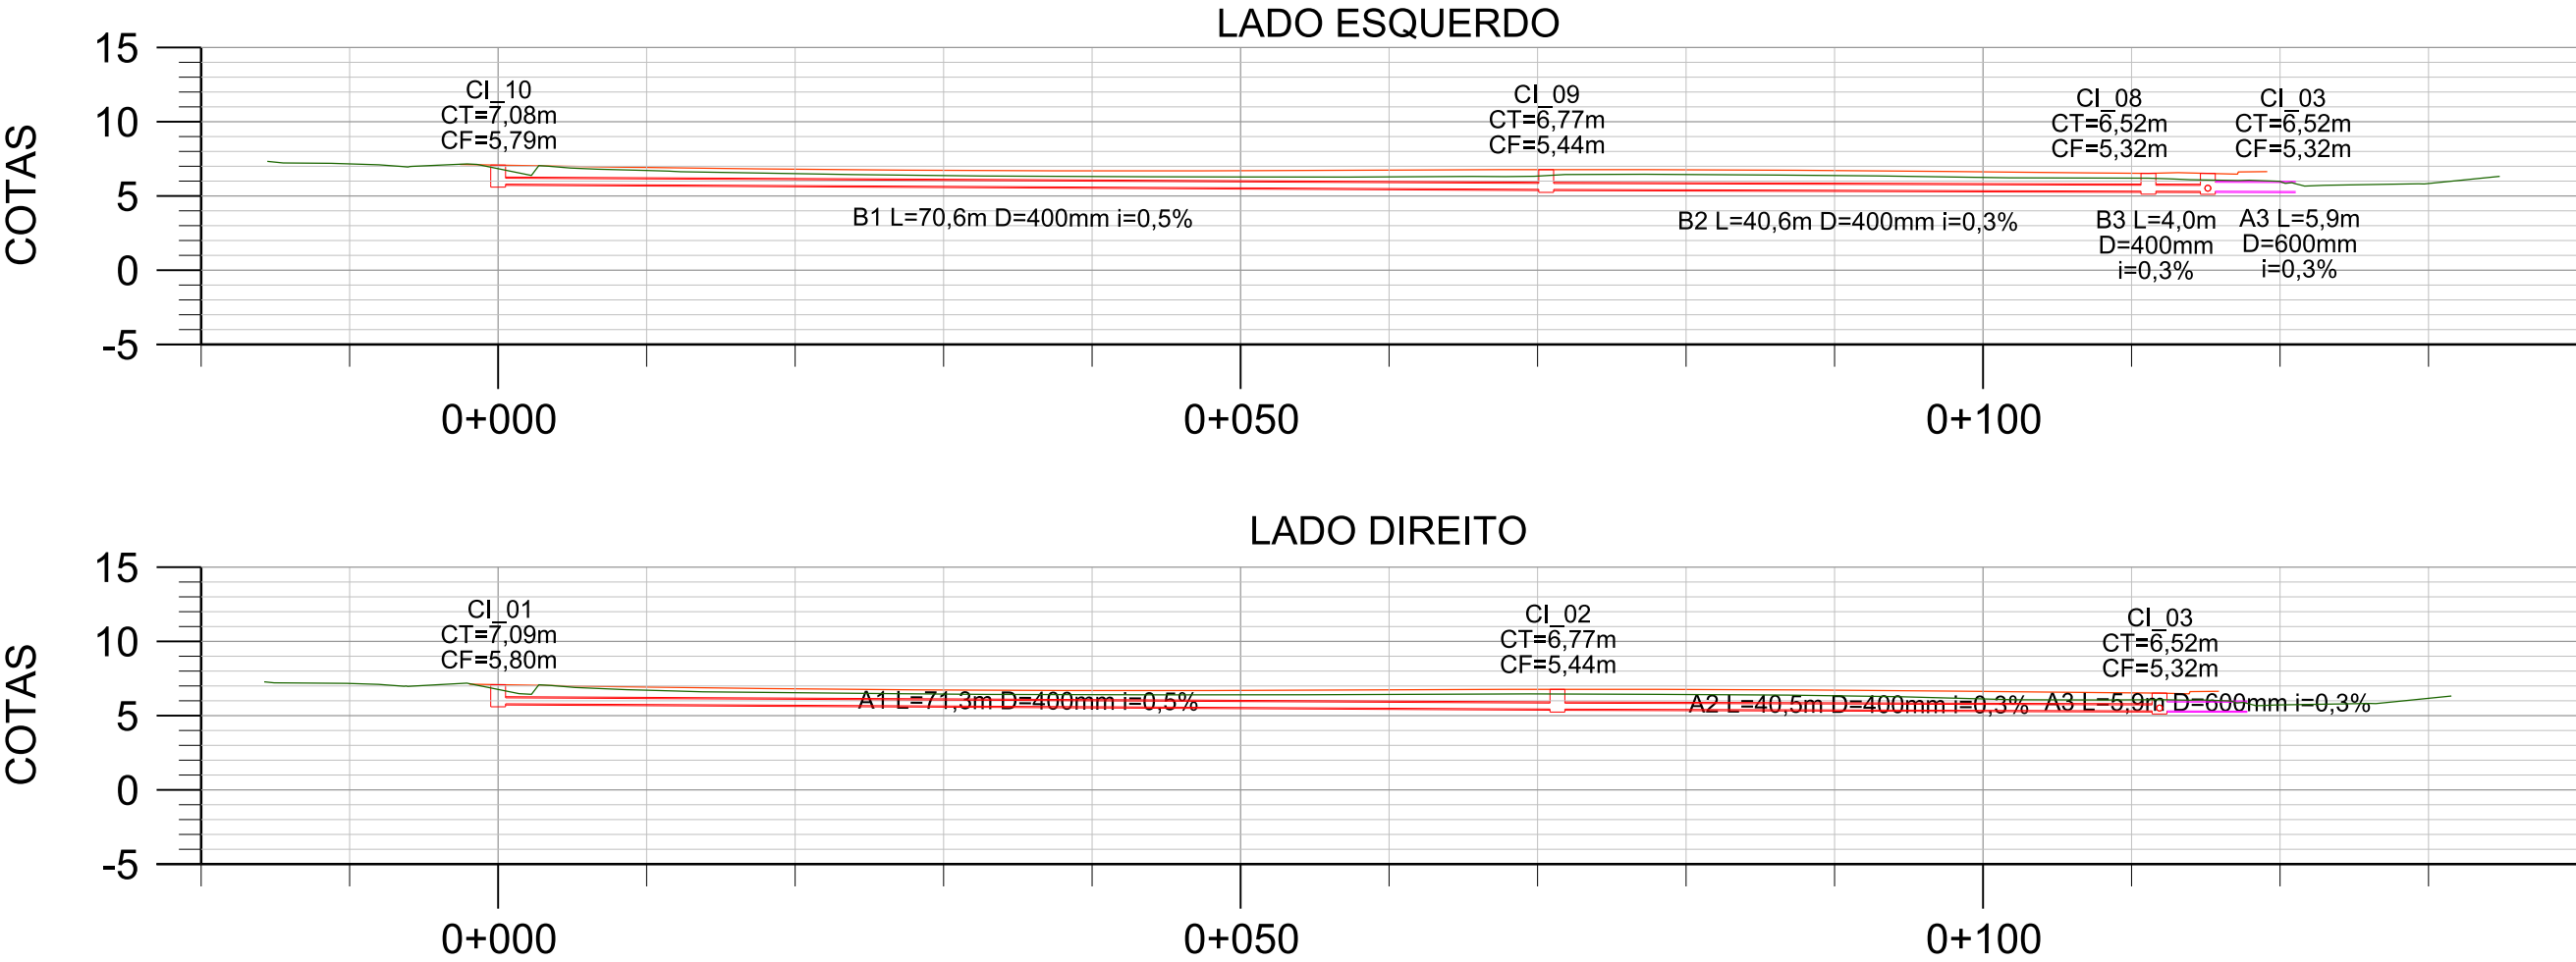 LADO ESQUERDO
COTAS
15
10
5
0
-5
CI_10
CT=7,08m
CF=5,79m
CI_09
CT=6,77m
CF=5,44m
CI_08
CT=6,52m
CF=5,32m
CI_03
CT=6,52m
CF=5,32m
B1 L=70,6m D=400mm i=0,5%
B2 L=40,6m D=400mm i=0,3%
B3 L=4,0m
D=400mm
i=0,3%
A3 L=5,9m
D=600mm
i=0,3%
0+000
0+050
0+100
LADO DIREITO
COTAS
15
10
5
0
-5
CI_01
CT=7,09m
CF=5,80m
CI_02
CT=6,77m
CF=5,44m
CI_03
CT=6,52m
CF=5,32m
A1 L=71,3m D=400mm i=0,5%
A2 L=40,5m D=400mm i=0,3%
A3 L=5,9m D=600mm i=0,3%
0+000
0+050
0+100